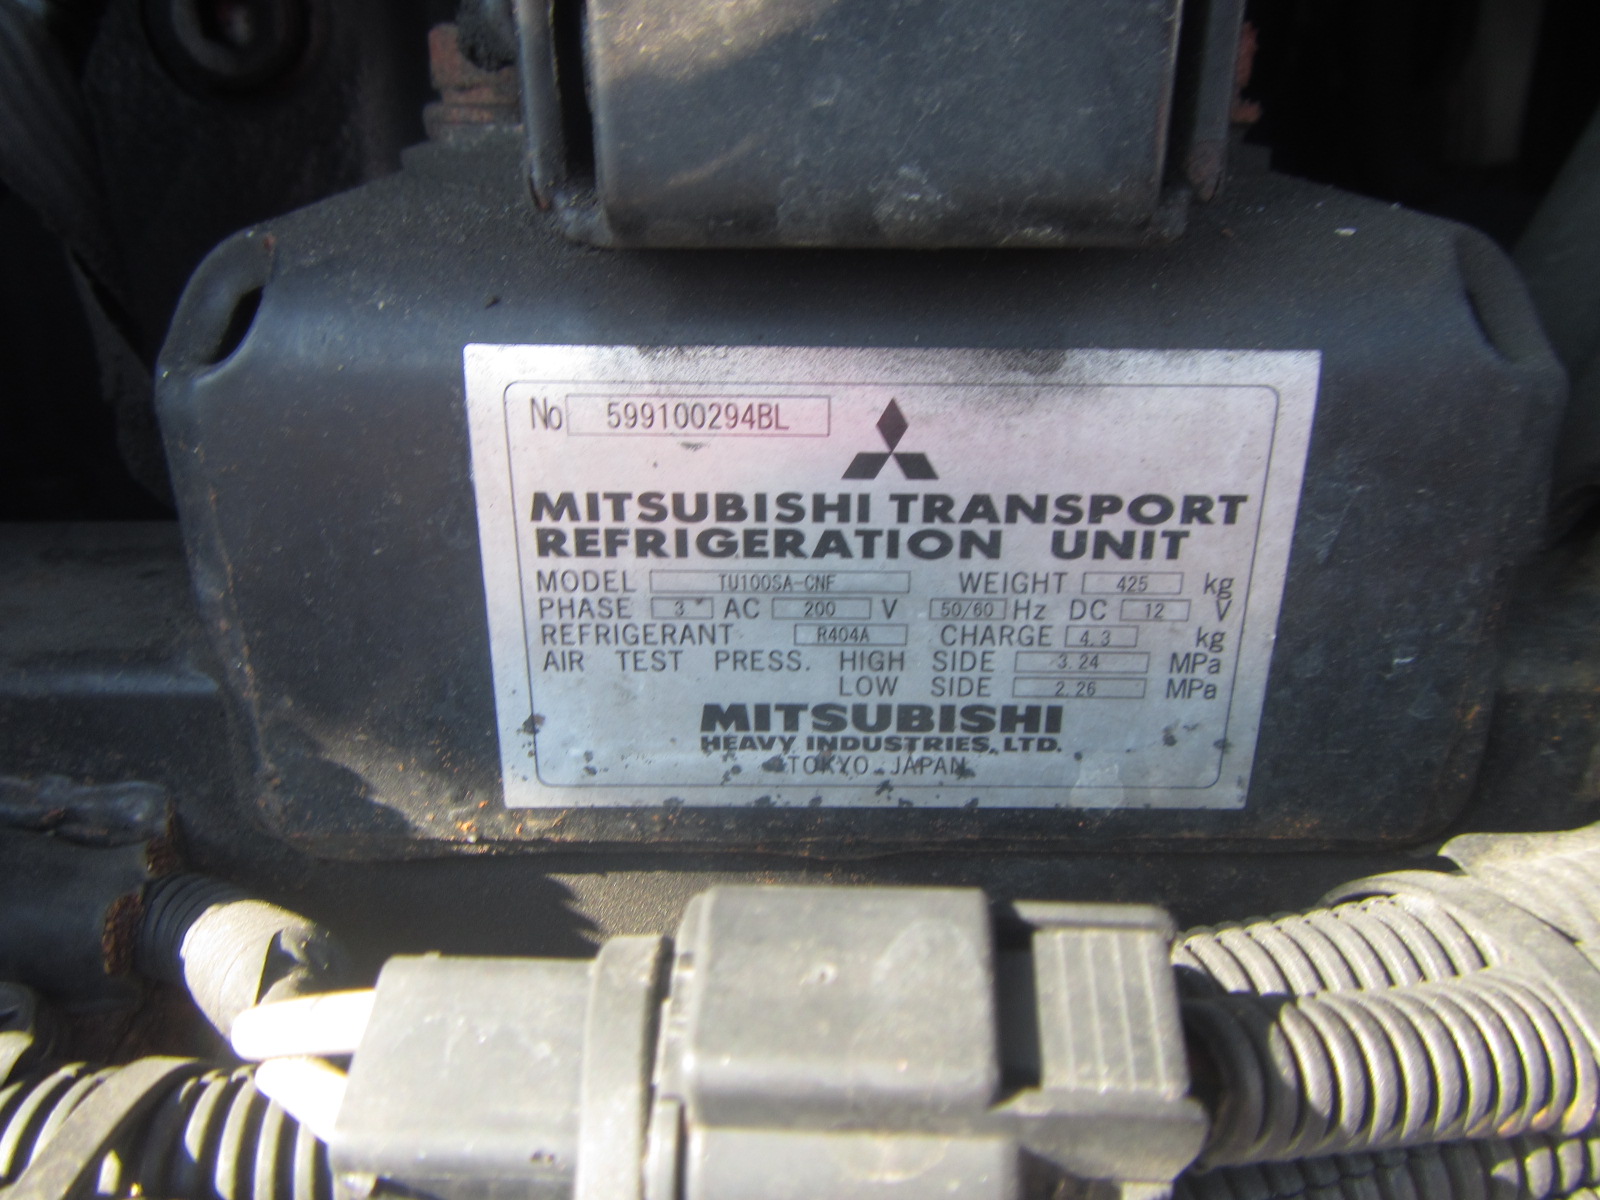 No 599100294BL
MITSUBISHI TRANSPORT
REFRIGERATION UNIT
MODEL TU100SA-CNF WEIGHT 425 kg
PHASE 3 AC 200 V 50/60 Hz DC 12 V
REFRIGERANT R404A CHARGE 4.3 kg
AIR TEST PRESS. HIGH SIDE 3.24 MPa
LOW SIDE 2.26 MPa
MITSUBISHI
HEAVY INDUSTRIES, LTD.
TOKYO JAPAN